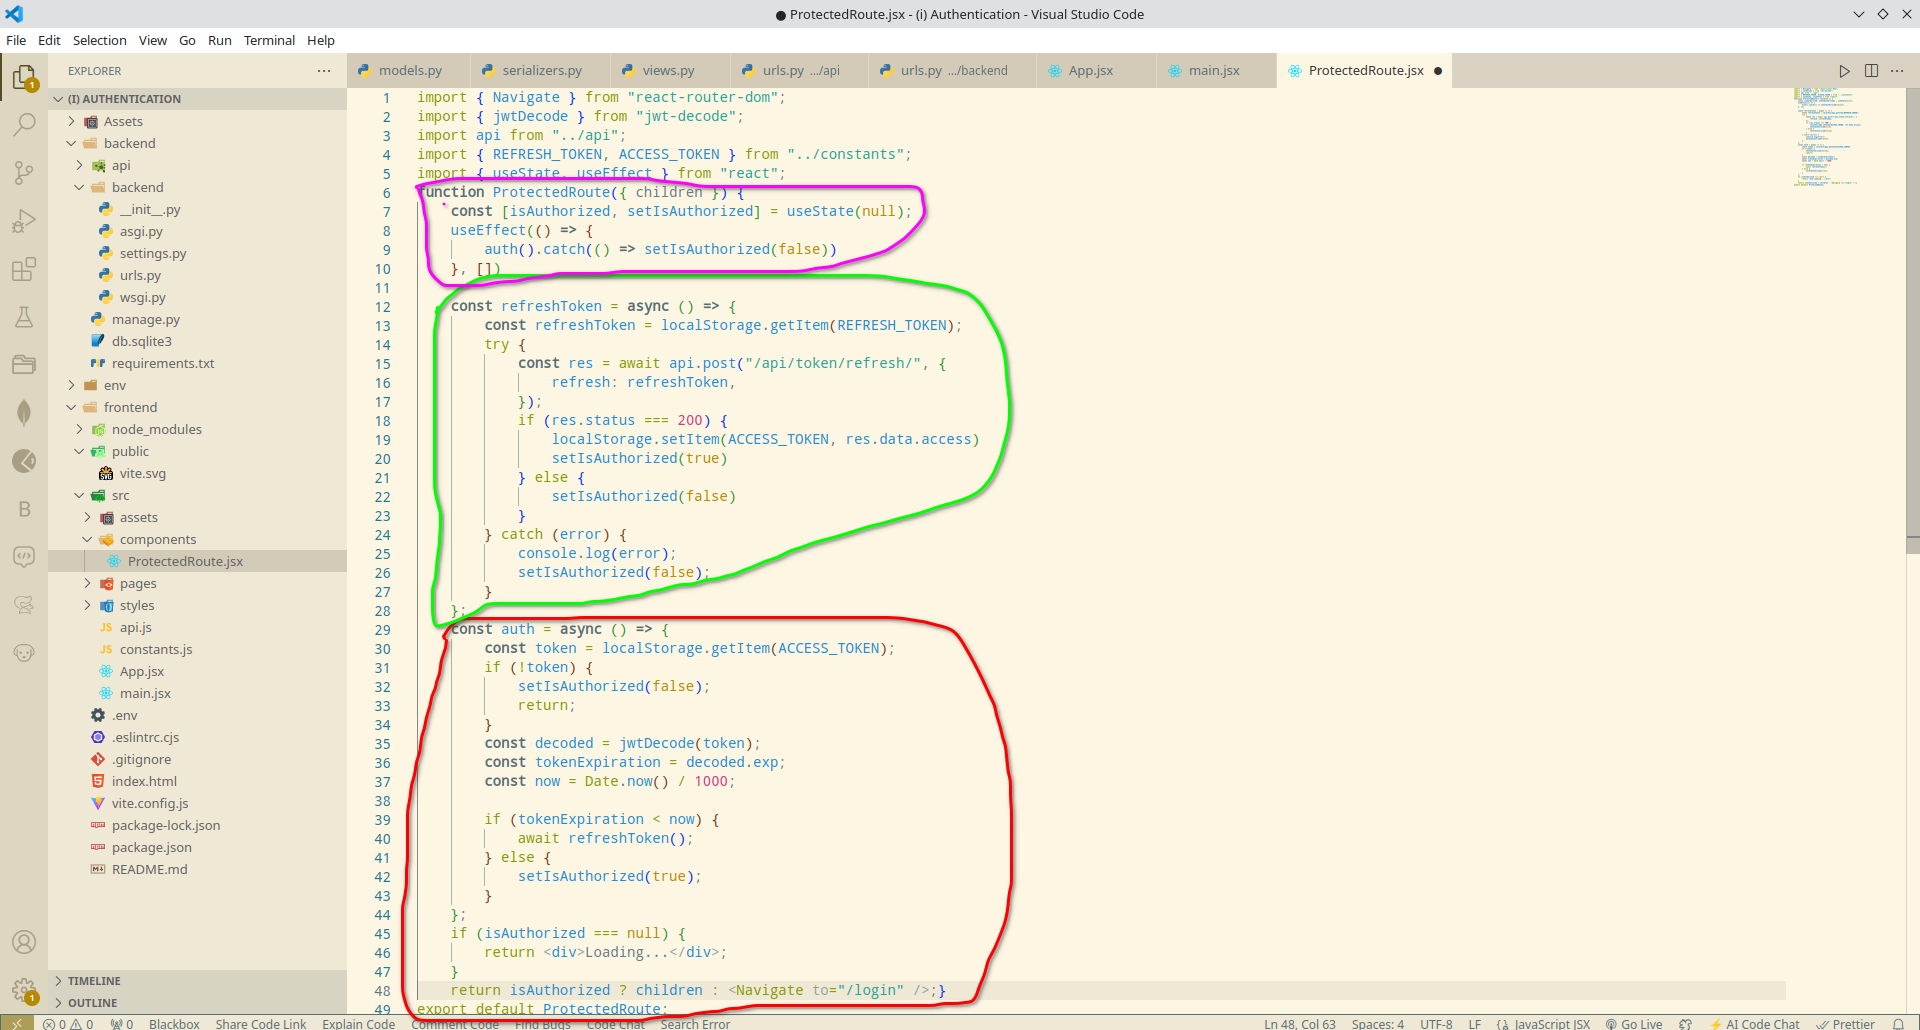 ProtectedRoute.jsx - (i) Authentication - Visual Studio Code
File Edit Selection View Go Run Terminal Help
EXPLORER
models.py serializers.py views.py urls.py .../api urls.py .../backend App.jsx main.jsx ProtectedRoute.jsx
(I) AUTHENTICATION
Assets
backend
api
backend
__init__.py
asgi.py
settings.py
urls.py
wsgi.py
manage.py
db.sqlite3
requirements.txt
env
frontend
node_modules
public
vite.svg
src
assets
components
ProtectedRoute.jsx
pages
styles
JS api.js
JS constants.js
App.jsx
main.jsx
.env
.eslintrc.cjs
.gitignore
index.html
vite.config.js
package-lock.json
package.json
README.md
TIMELINE
OUTLINE
1 import { Navigate } from "react-router-dom";
2 import { jwtDecode } from "jwt-decode";
3 import api from "../api";
4 import { REFRESH_TOKEN, ACCESS_TOKEN } from "../constants";
5 import { useState, useEffect } from "react";
6 function ProtectedRoute({ children }) {
7 const [isAuthorized, setIsAuthorized] = useState(null);
8 useEffect(() => {
9 auth().catch(() => setIsAuthorized(false))
10 }, [])
11
12 const refreshToken = async () => {
13 const refreshToken = localStorage.getItem(REFRESH_TOKEN);
14 try {
15 const res = await api.post("/api/token/refresh/", {
16 refresh: refreshToken,
17 });
18 if (res.status === 200) {
19 localStorage.setItem(ACCESS_TOKEN, res.data.access)
20 setIsAuthorized(true)
21 } else {
22 setIsAuthorized(false)
23 }
24 } catch (error) {
25 console.log(error);
26 setIsAuthorized(false);
27 }
28 };
29 const auth = async () => {
30 const token = localStorage.getItem(ACCESS_TOKEN);
31 if (!token) {
32 setIsAuthorized(false);
33 return;
34 }
35 const decoded = jwtDecode(token);
36 const tokenExpiration = decoded.exp;
37 const now = Date.now() / 1000;
38
39 if (tokenExpiration < now) {
40 await refreshToken();
41 } else {
42 setIsAuthorized(true);
43 }
44 };
45 if (isAuthorized === null) {
46 return <div>Loading...</div>;
47 }
48 return isAuthorized ? children : <Navigate to="/login" />;}
49 export default ProtectedRoute;
0 0 0 Blackbox Share Code Link Explain Code Comment Code Find Bugs Code Chat Search Error Ln 48, Col 63 Spaces: 4 UTF-8 LF JavaScript JSX Go Live AI Code Chat Prettier